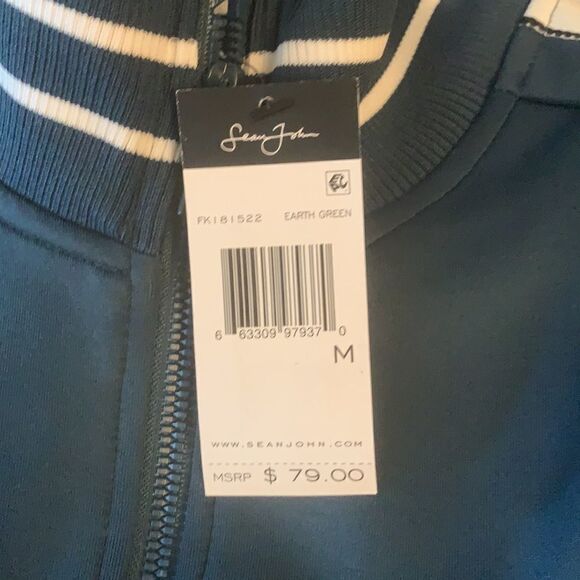 Sean John
FK181522 EARTH GREEN
6 63309 97937 0
M
WWW.SEANJOHN.COM
MSRP $ 79.00